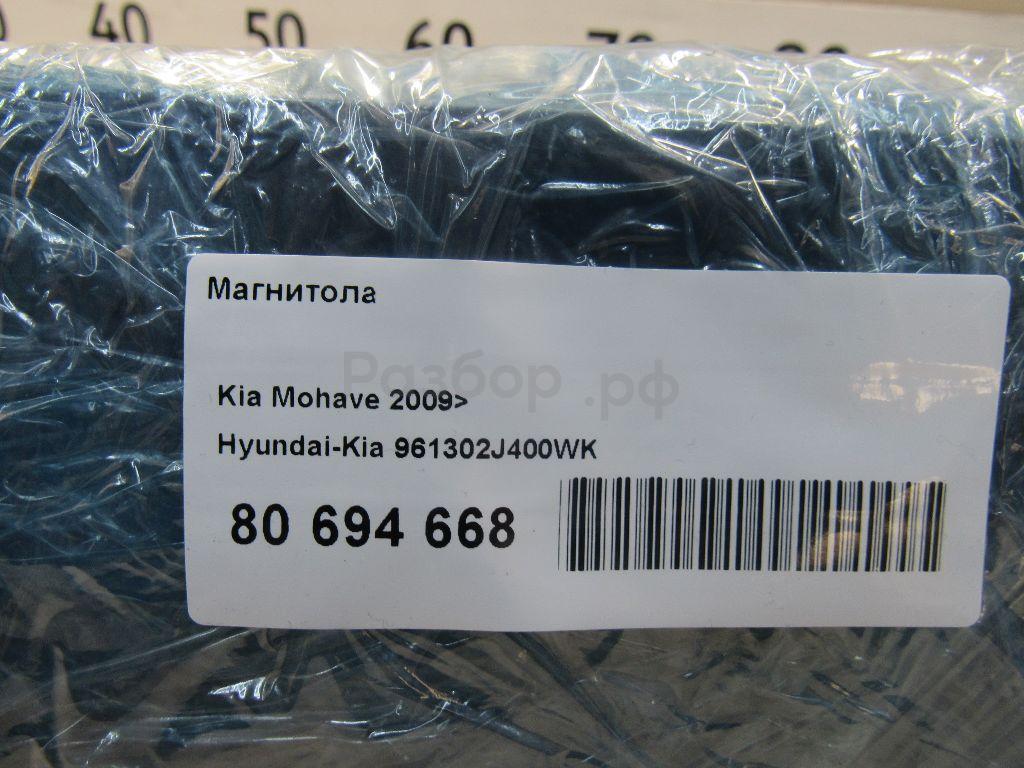 40 50 60
Магнитола
Разбор.рф
Kia Mohave 2009>
Hyundai-Kia 961302J400WK
80 694 668